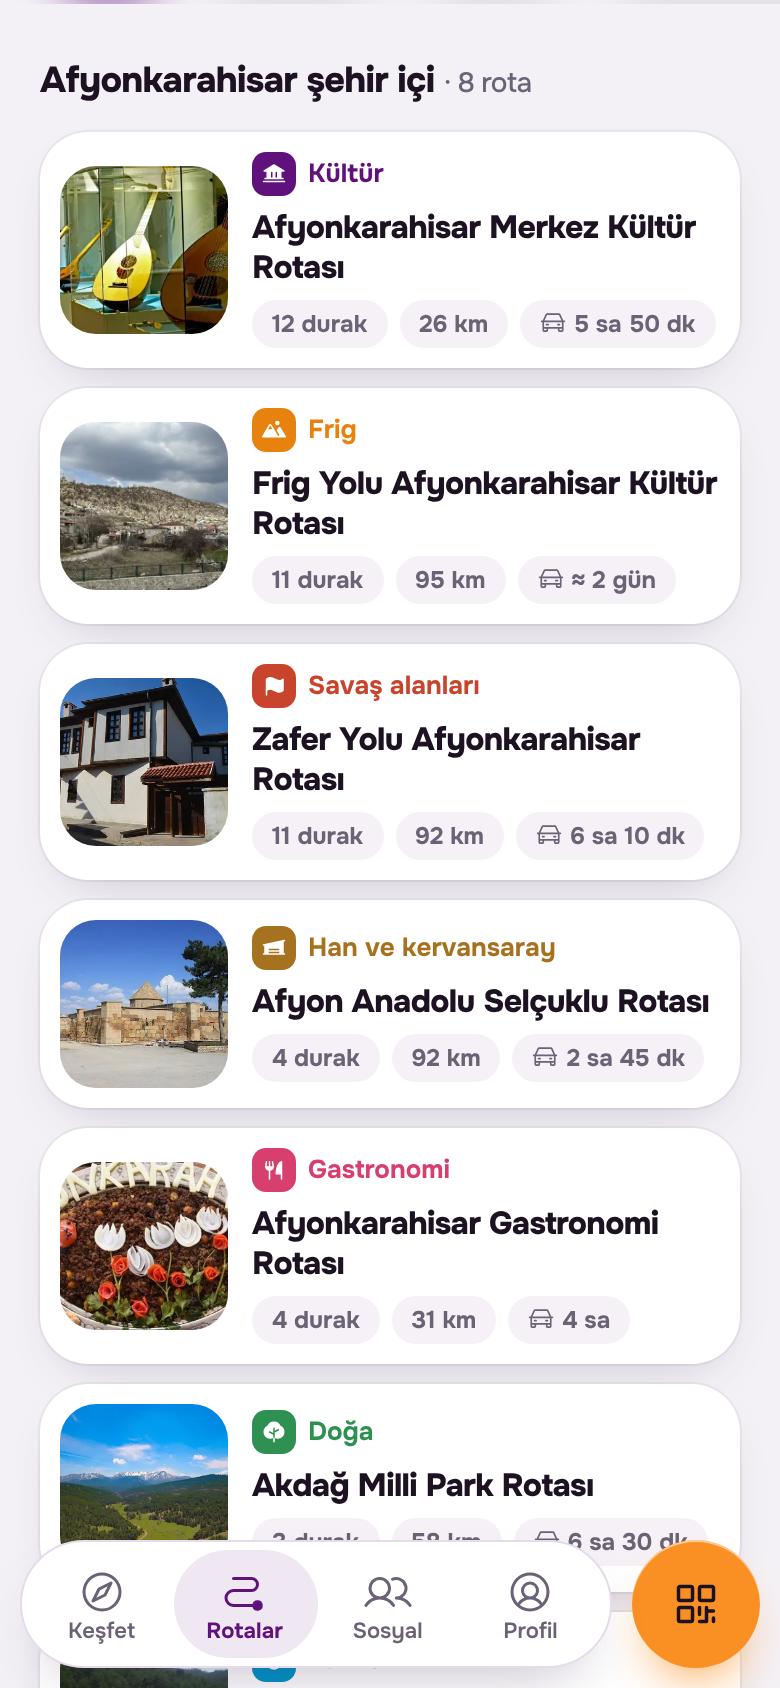 Afyonkarahisar şehir içi · 8 rota
Kültür
Afyonkarahisar Merkez Kültür
Rotası
12 durak 26 km 5 sa 50 dk
Frig
Frig Yolu Afyonkarahisar Kültür
Rotası
11 durak 95 km ≈ 2 gün
Savaş alanları
Zafer Yolu Afyonkarahisar
Rotası
11 durak 92 km 6 sa 10 dk
Han ve kervansaray
Afyon Anadolu Selçuklu Rotası
4 durak 92 km 2 sa 45 dk
Gastronomi
Afyonkarahisar Gastronomi
Rotası
4 durak 31 km 4 sa
Doğa
Akdağ Milli Park Rotası
durak 58 km 6 sa 30 dk
Keşfet Rotalar Sosyal Profil